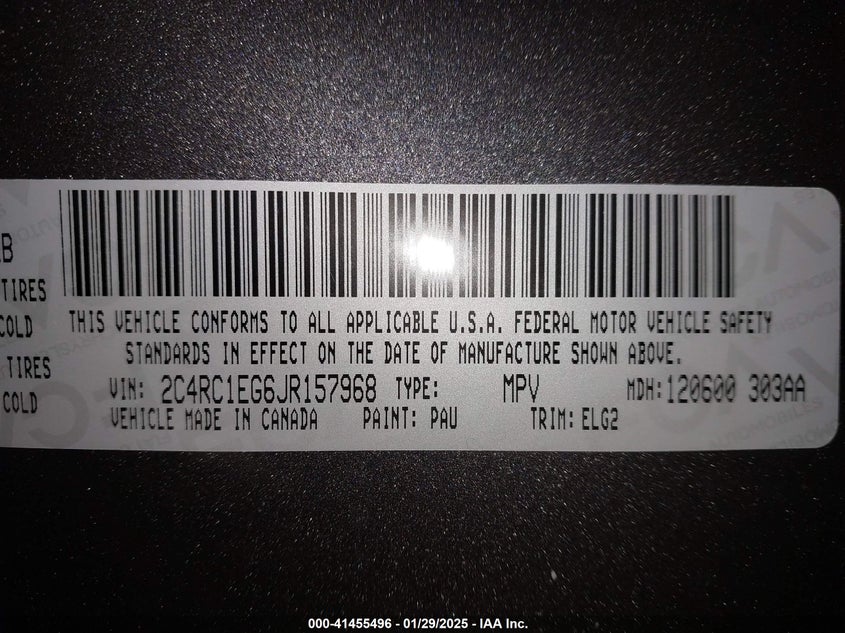 B
TIRES
COLD
THIS VEHICLE CONFORMS TO ALL APPLICABLE U.S.A. FEDERAL MOTOR VEHICLE SAFETY
STANDARDS IN EFFECT ON THE DATE OF MANUFACTURE SHOWN ABOVE.
TIRES
COLD
VIN: 2C4RC1EG6JR157968 TYPE: MPV MDH: 120600 303AA
VEHICLE MADE IN CANADA PAINT: PAU TRIM: ELG2
000-41455496 - 01/29/2025 - IAA Inc.